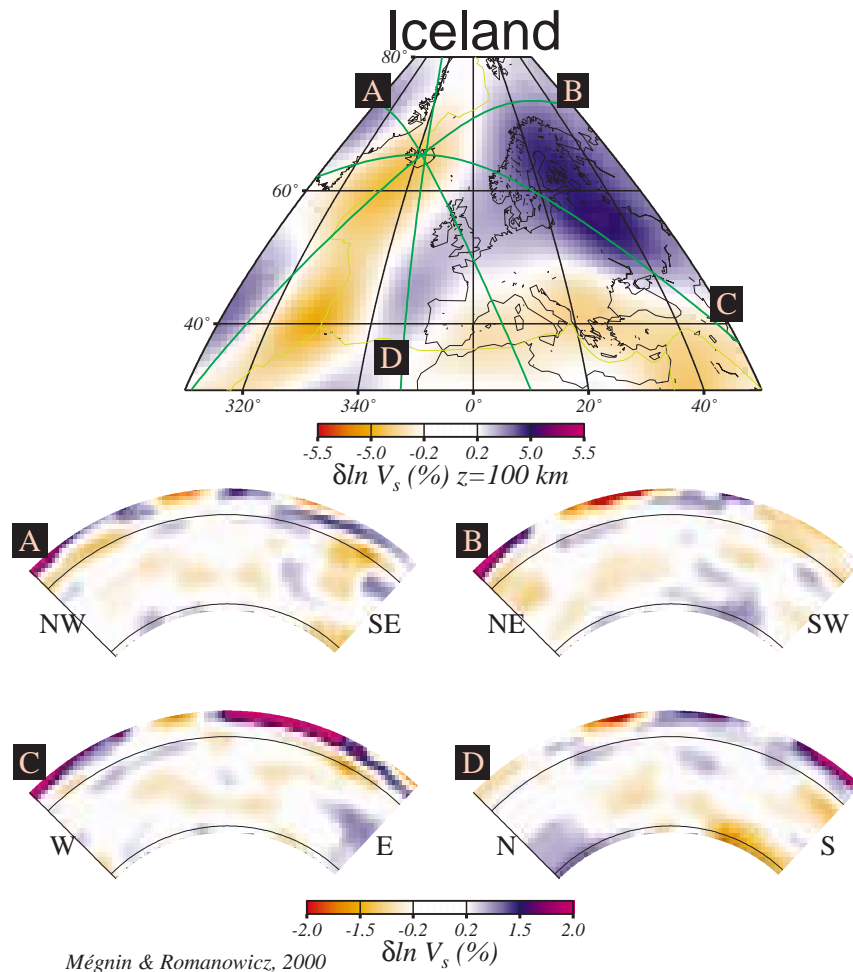 Iceland
80°
A
B
60°
C
40°
D
320° 340° 0° 20° 40°
-5.5 -5.0 -0.2 0.2 5.0 5.5
δln Vs (%) z=100 km
A
NW
SE
B
NE
SW
C
W
E
D
N
S
-2.0 -1.5 -0.2 0.2 1.5 2.0
δln Vs (%)
Mégnin & Romanowicz, 2000